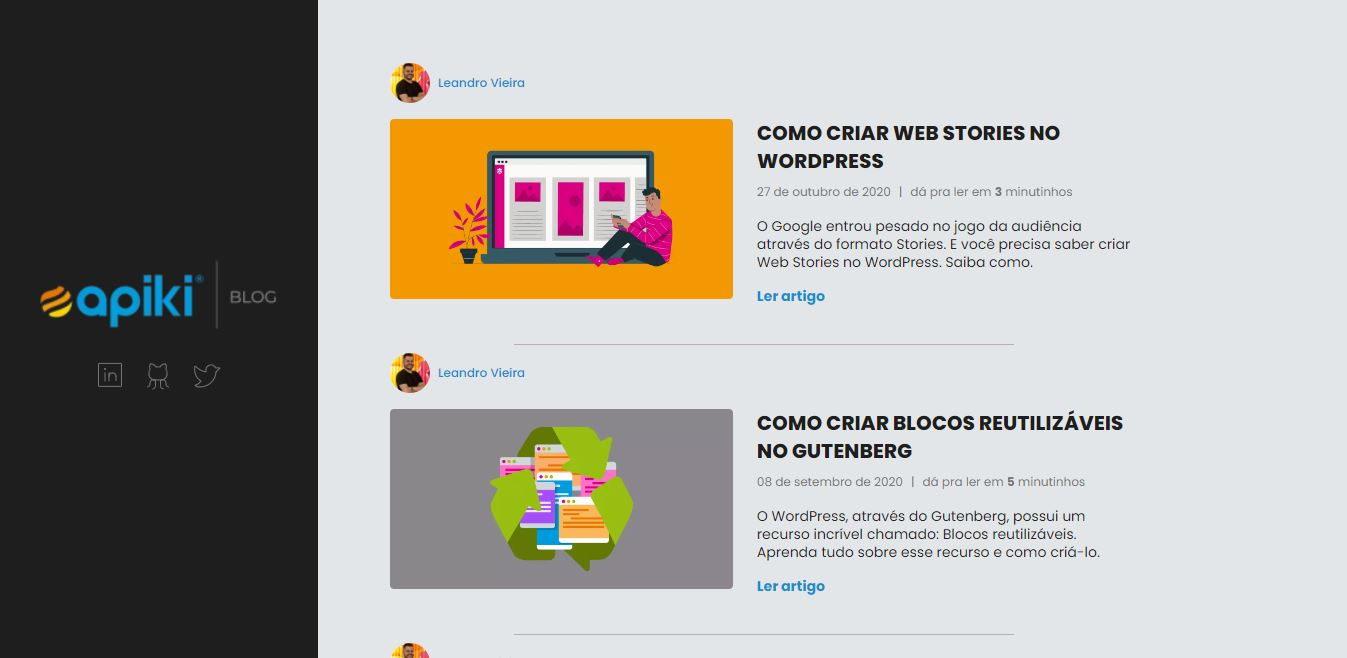 apiki® | BLOG
Leandro Vieira
COMO CRIAR WEB STORIES NO
WORDPRESS
27 de outubro de 2020 | dá pra ler em 3 minutinhos
O Google entrou pesado no jogo da audiência
através do formato Stories. E você precisa saber criar
Web Stories no WordPress. Saiba como.
Ler artigo
Leandro Vieira
COMO CRIAR BLOCOS REUTILIZÁVEIS
NO GUTENBERG
08 de setembro de 2020 | dá pra ler em 5 minutinhos
O WordPress, através do Gutenberg, possui um
recurso incrível chamado: Blocos reutilizáveis.
Aprenda tudo sobre esse recurso e como criá-lo.
Ler artigo